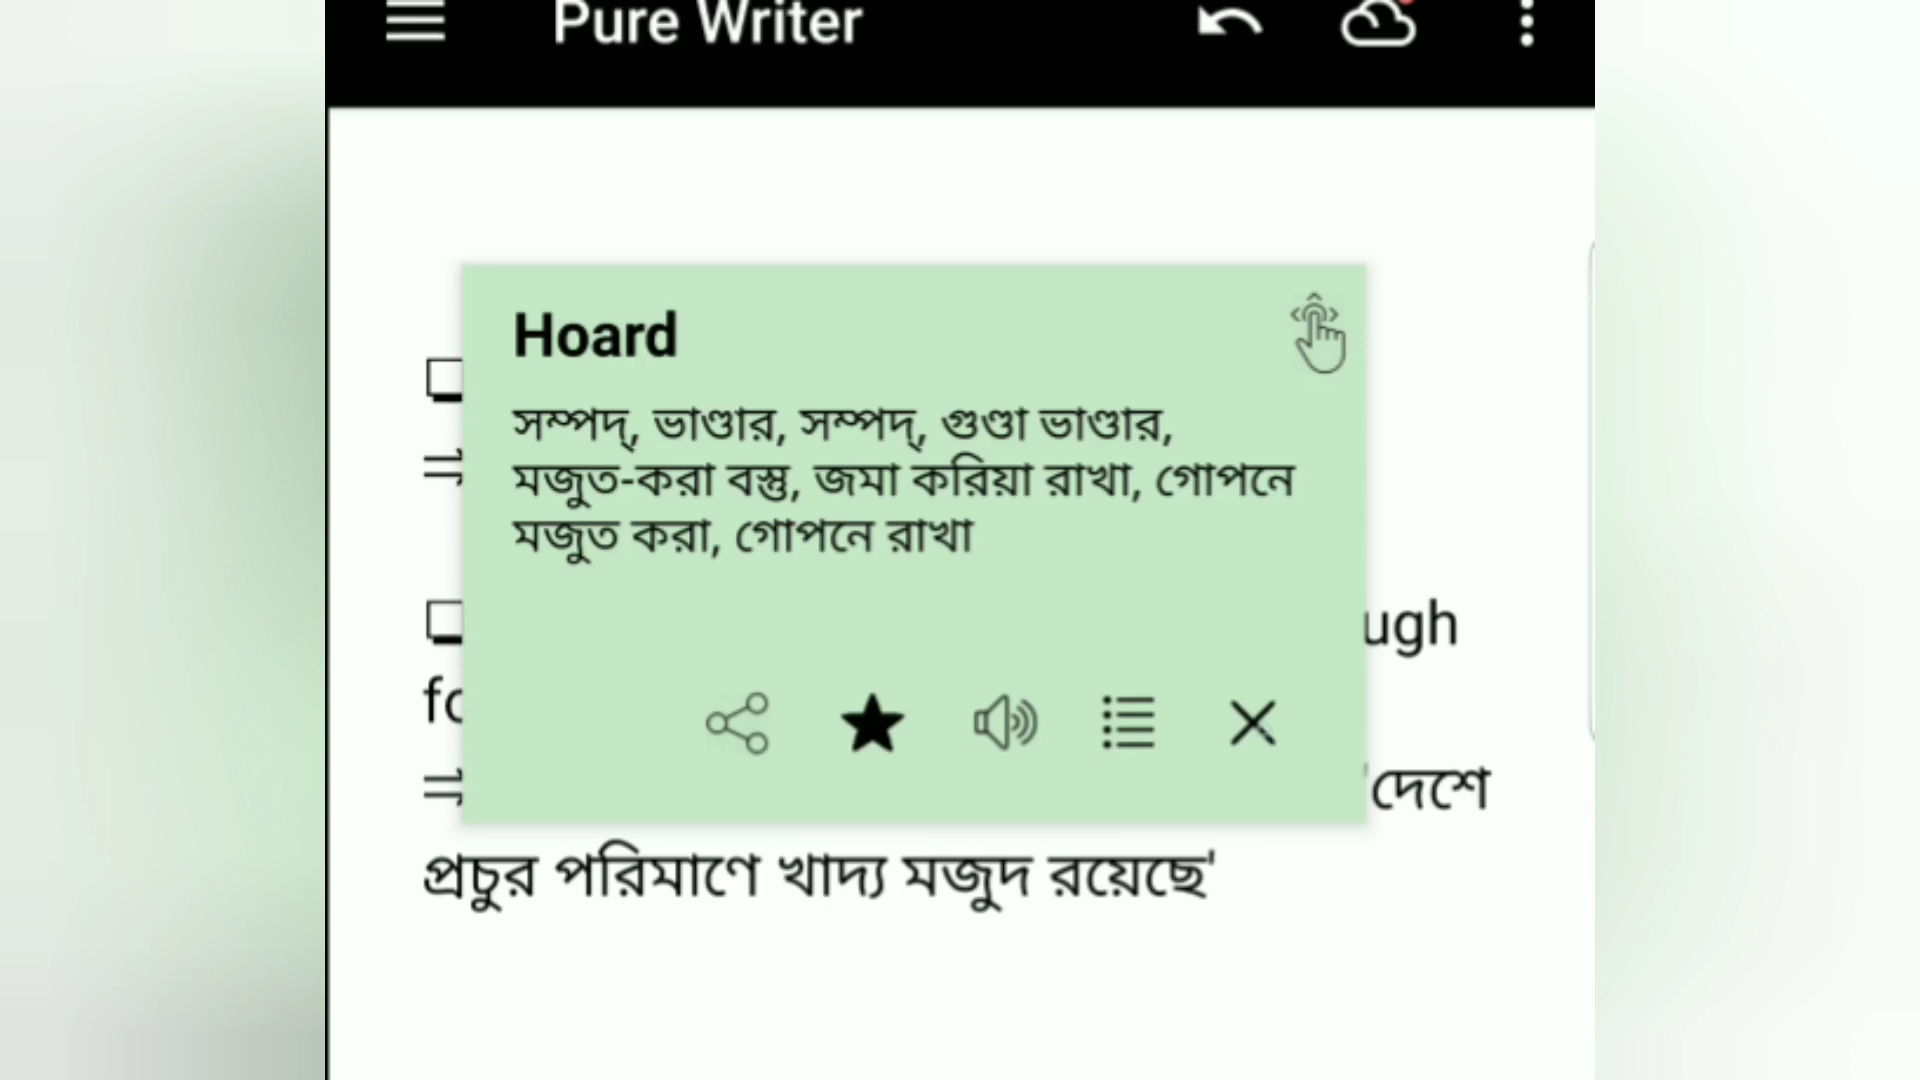 Pure Writer
Hoard
সম্পদ্, ভাণ্ডার, সম্পদ্, গুণ্ডা ভাণ্ডার,
মজুত-করা বস্তু, জমা করিয়া রাখা, গোপনে
মজুত করা, গোপনে রাখা
'দেশে
প্রচুর পরিমাণে খাদ্য মজুদ রয়েছে'